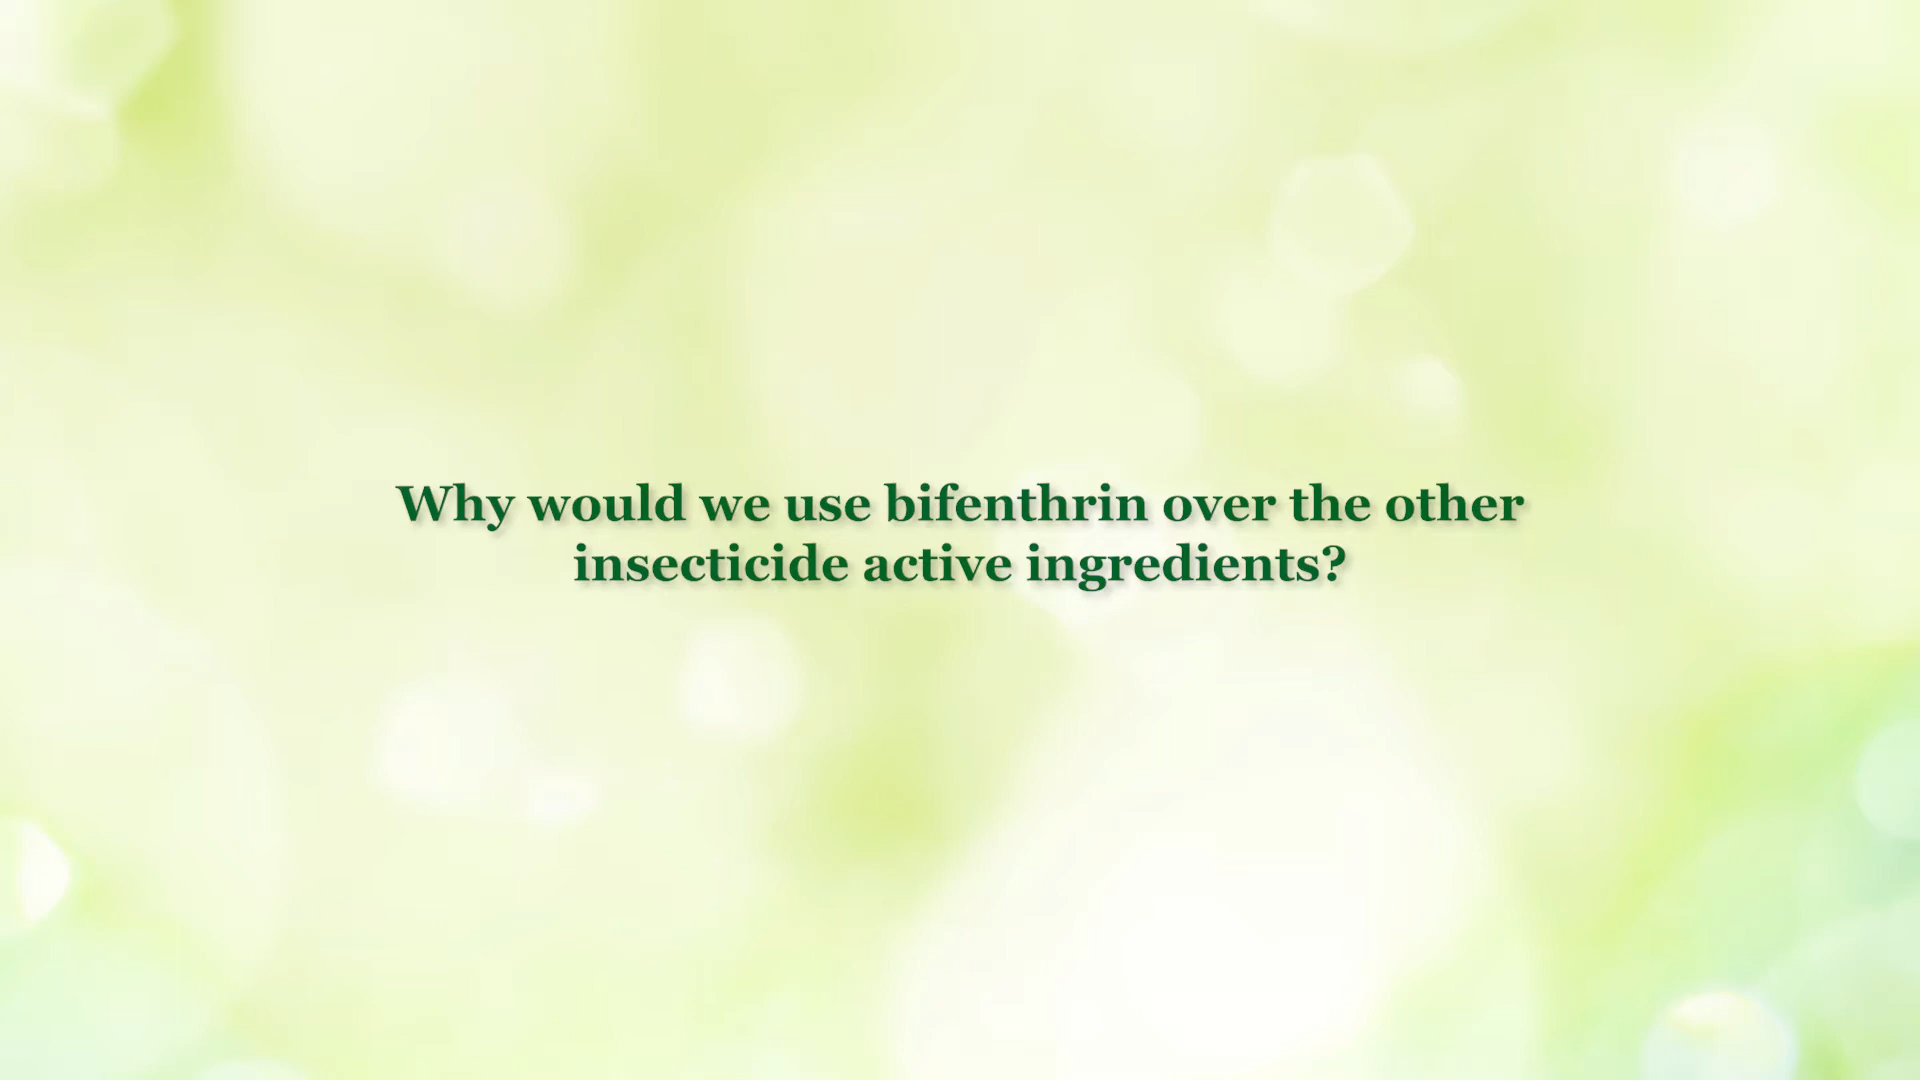 Why would we use bifenthrin over the other
insecticide active ingredients?